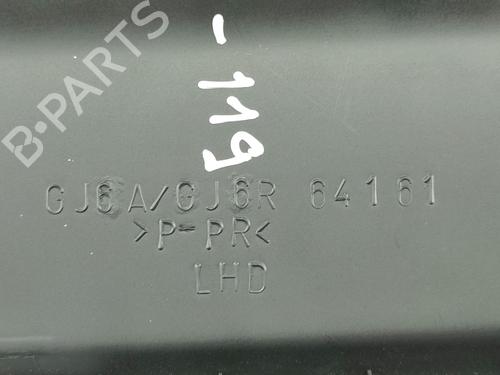 B-PARTS
-119
GJ6A/GJ6R 64161
>P-PR<
LHD